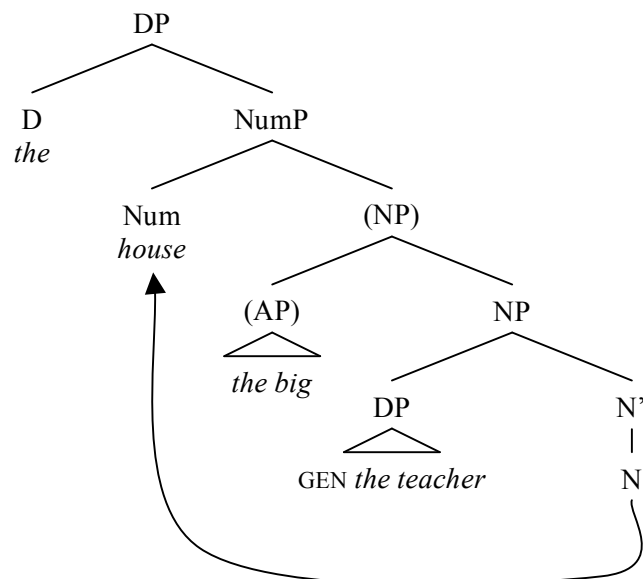 DP
D NumP
the
Num (NP)
house
(AP) NP
the big
DP N'
GEN the teacher N